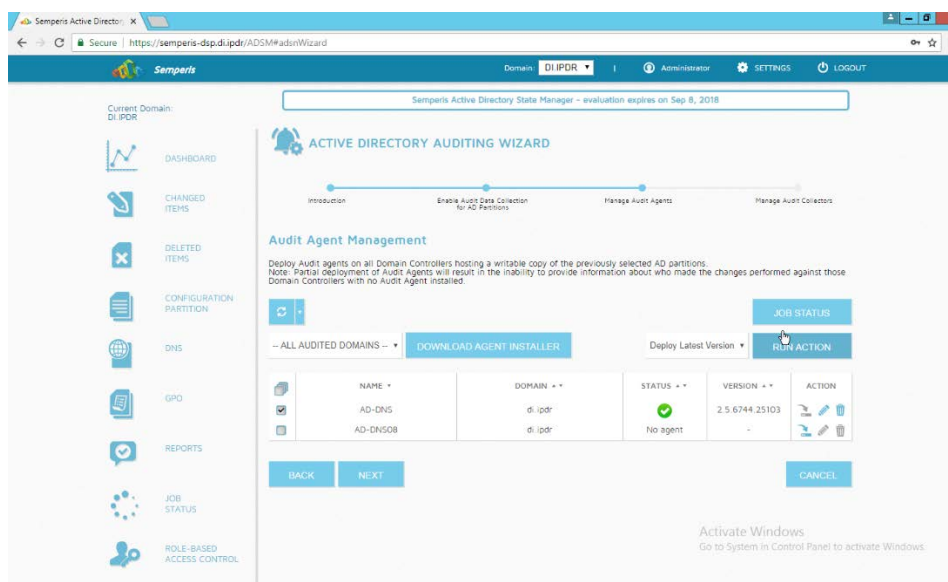 Semperis Active Director
Secure | https://semperis-dsp.di.ipdr/ADSM#adsnWizard
Semperis
Domain: DI.IPDR
Administrator
SETTINGS
LOGOUT
Current Domain:
DI.IPDR
Semperis Active Directory State Manager - evaluation expires on Sep 8, 2018
ACTIVE DIRECTORY AUDITING WIZARD
DASHBOARD
CHANGED
ITEMS
DELETED
ITEMS
CONFIGURATION
PARTITION
DNS
GPO
REPORTS
JOB
STATUS
ROLE-BASED
ACCESS CONTROL
Introduction
Enable Audit Data Collection
for AD Partitions
Manage Audit Agents
Manage Audit Collectors
Audit Agent Management
Deploy Audit agents on all Domain Controllers hosting a writable copy of the previously selected AD partitions.
Note: Partial deployment of Audit Agents will result in the inability to provide information about who made the changes performed against those
Domain Controllers with no Audit Agent installed.
JOB STATUS
-- ALL AUDITED DOMAINS --
DOWNLOAD AGENT INSTALLER
Deploy Latest Version
RUN ACTION
NAME DOMAIN STATUS VERSION ACTION
AD-DNS di.ipdr 2.5.6744.25103
AD-DNS08 di.ipdr No agent -
BACK
NEXT
CANCEL
Activate Windows
Go to System in Control Panel to activate Windows.